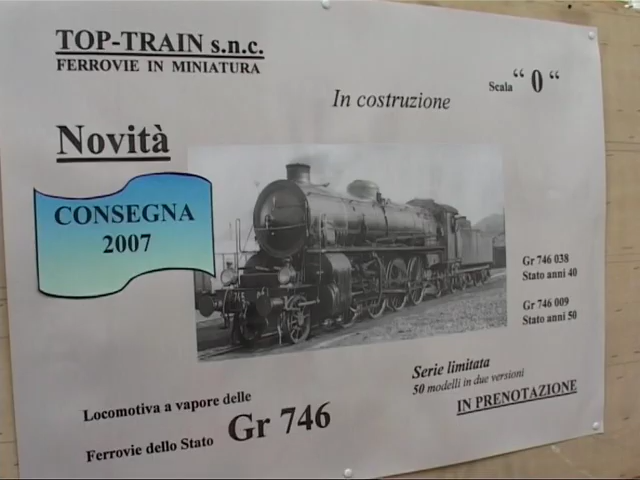 TOP-TRAIN s.n.c.
FERROVIE IN MINIATURA
Scala “ 0 “
In costruzione
Novità
CONSEGNA
2007
Gr 746 038
Stato anni 40
Gr 746 009
Stato anni 50
Serie limitata
50 modelli in due versioni
IN PRENOTAZIONE
Locomotiva a vapore delle
Ferrovie dello Stato Gr 746